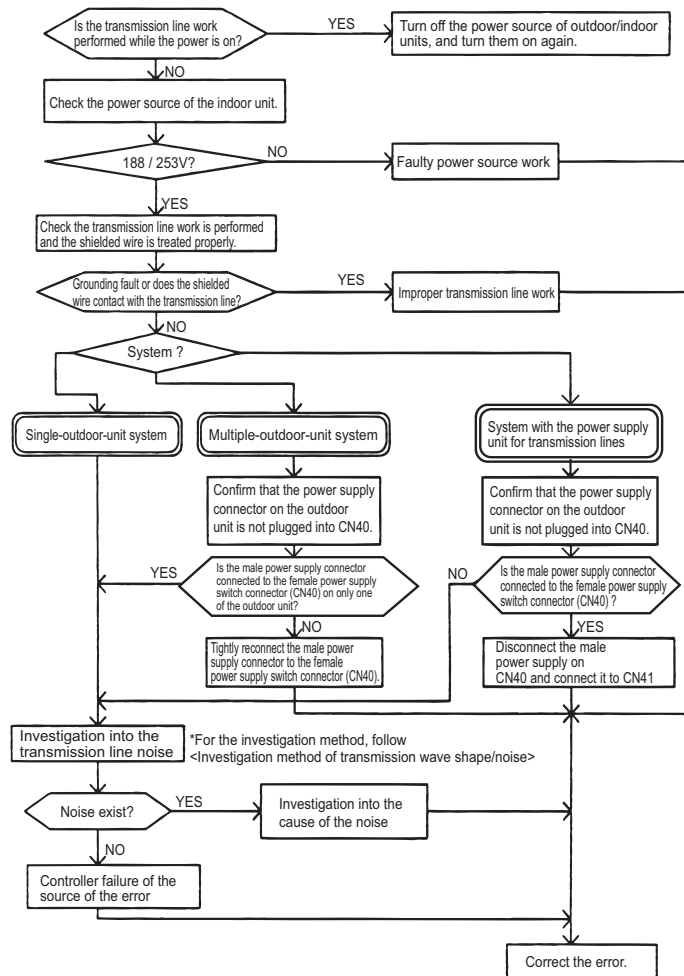 Is the transmission line work
performed while the power is on?
YES
Turn off the power source of outdoor/indoor
units, and turn them on again.
NO
Check the power source of the indoor unit.
188 / 253V?
NO
Faulty power source work
YES
Check the transmission line work is performed
and the shielded wire is treated properly.
Grounding fault or does the shielded
wire contact with the transmission line?
YES
Improper transmission line work
NO
System ?
Single-outdoor-unit system
Multiple-outdoor-unit system
System with the power supply
unit for transmission lines
Confirm that the power supply
connector on the outdoor
unit is not plugged into CN40.
Confirm that the power supply
connector on the outdoor
unit is not plugged into CN40.
YES
Is the male power supply connector
connected to the female power supply
switch connector (CN40) on only one
of the outdoor unit?
NO
Is the male power supply connector
connected to the female power supply
switch connector (CN40) ?
NO
YES
Tightly reconnect the male power
supply connector to the female
power supply switch connector (CN40).
Disconnect the male
power supply on
CN40 and connect it to CN41
Investigation into the
transmission line noise
*For the investigation method, follow
<Investigation method of transmission wave shape/noise>
Noise exist?
YES
Investigation into the
cause of the noise
NO
Controller failure of the
source of the error
Correct the error.